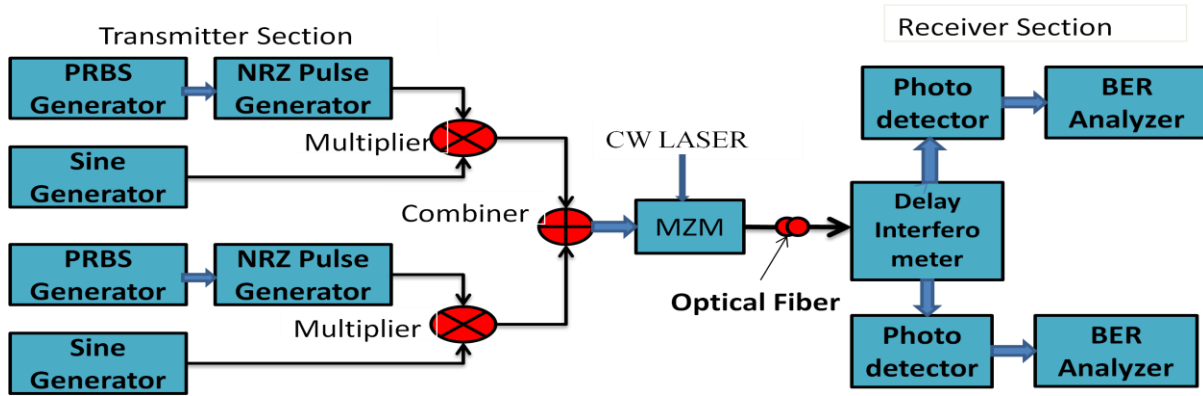 Transmitter Section
Receiver Section
PRBS
Generator
NRZ Pulse
Generator
Multiplier
Sine
Generator
PRBS
Generator
NRZ Pulse
Generator
Multiplier
Sine
Generator
Combiner
CW LASER
MZM
Optical Fiber
Photo
detector
BER
Analyzer
Delay
Interfero
meter
Photo
detector
BER
Analyzer